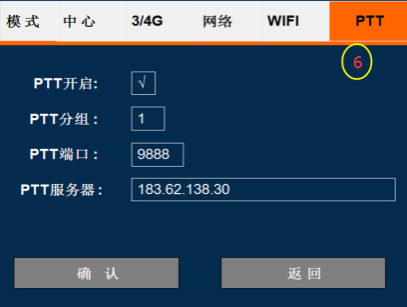 模式 中心 3/4G 网络 WIFI PTT
6
PTT开启: √
PTT分组: 1
PTT端口: 9888
PTT服务器: 183.62.138.30
确 认 返 回